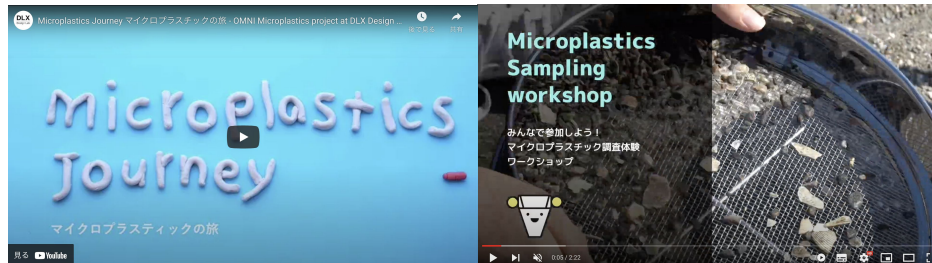 DLX
Microplastics Journey マイクロプラスチックの旅 - OMNI Microplastics project at DLX Design ...
後で見る
共有
Microplastics
Journey
マイクロプラスティックの旅
見る YouTube
Microplastics
Sampling
workshop
みんなで参加しよう！
マイクロプラスチック調査体験
ワークショップ
0:05 / 2:22